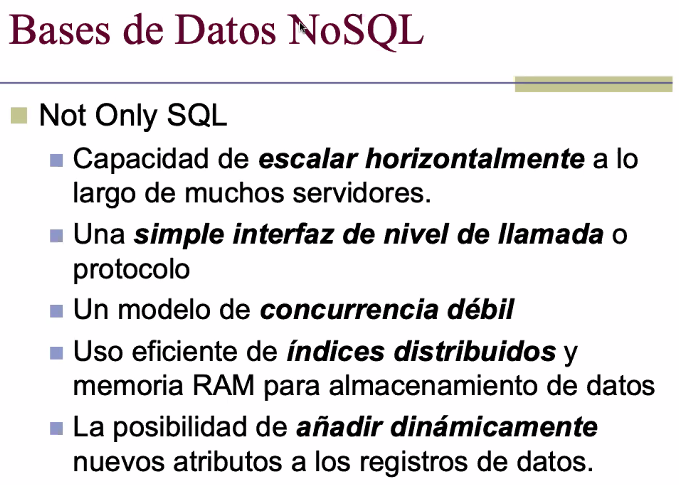 Bases de Datos NoSQL
Not Only SQL
Capacidad de escalar horizontalmente a lo
largo de muchos servidores.
Una simple interfaz de nivel de llamada o
protocolo
Un modelo de concurrencia débil
Uso eficiente de índices distribuidos y
memoria RAM para almacenamiento de datos
La posibilidad de añadir dinámicamente
nuevos atributos a los registros de datos.